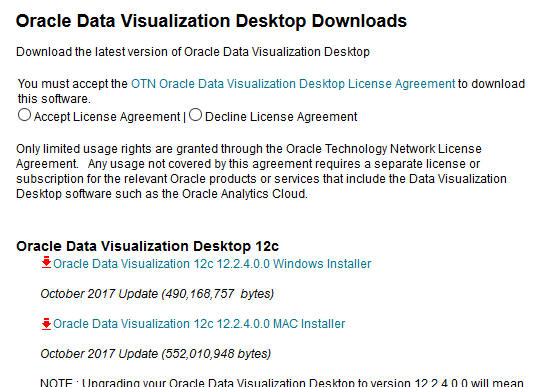 Oracle Data Visualization Desktop Downloads
Download the latest version of Oracle Data Visualization Desktop
You must accept the OTN Oracle Data Visualization Desktop License Agreement to download
this software.
Accept License Agreement | Decline License Agreement
Only limited usage rights are granted through the Oracle Technology Network License
Agreement. Any usage not covered by this agreement requires a separate license or
subscription for the relevant Oracle products or services that include the Data Visualization
Desktop software such as the Oracle Analytics Cloud.
Oracle Data Visualization Desktop 12c
Oracle Data Visualization 12c 12.2.4.0.0 Windows Installer
October 2017 Update (490,168,757 bytes)
Oracle Data Visualization 12c 12.2.4.0.0 MAC Installer
October 2017 Update (552,010,948 bytes)
NOTE : Upgrading your Oracle Data Visualization Desktop to version 12.2.4.0.0 will mean